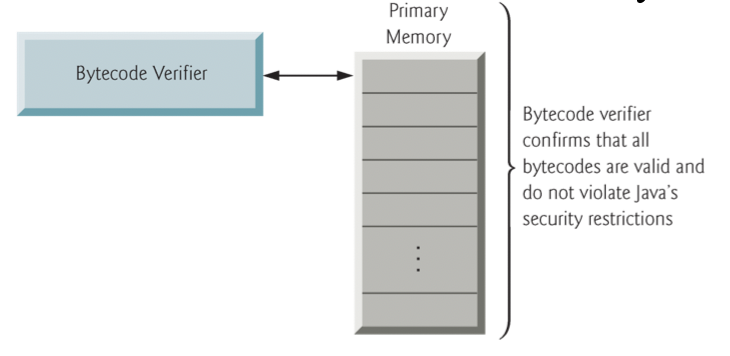 Primary
Memory
Bytecode Verifier
Bytecode verifier
confirms that all
bytecodes are valid and
do not violate Java's
security restrictions